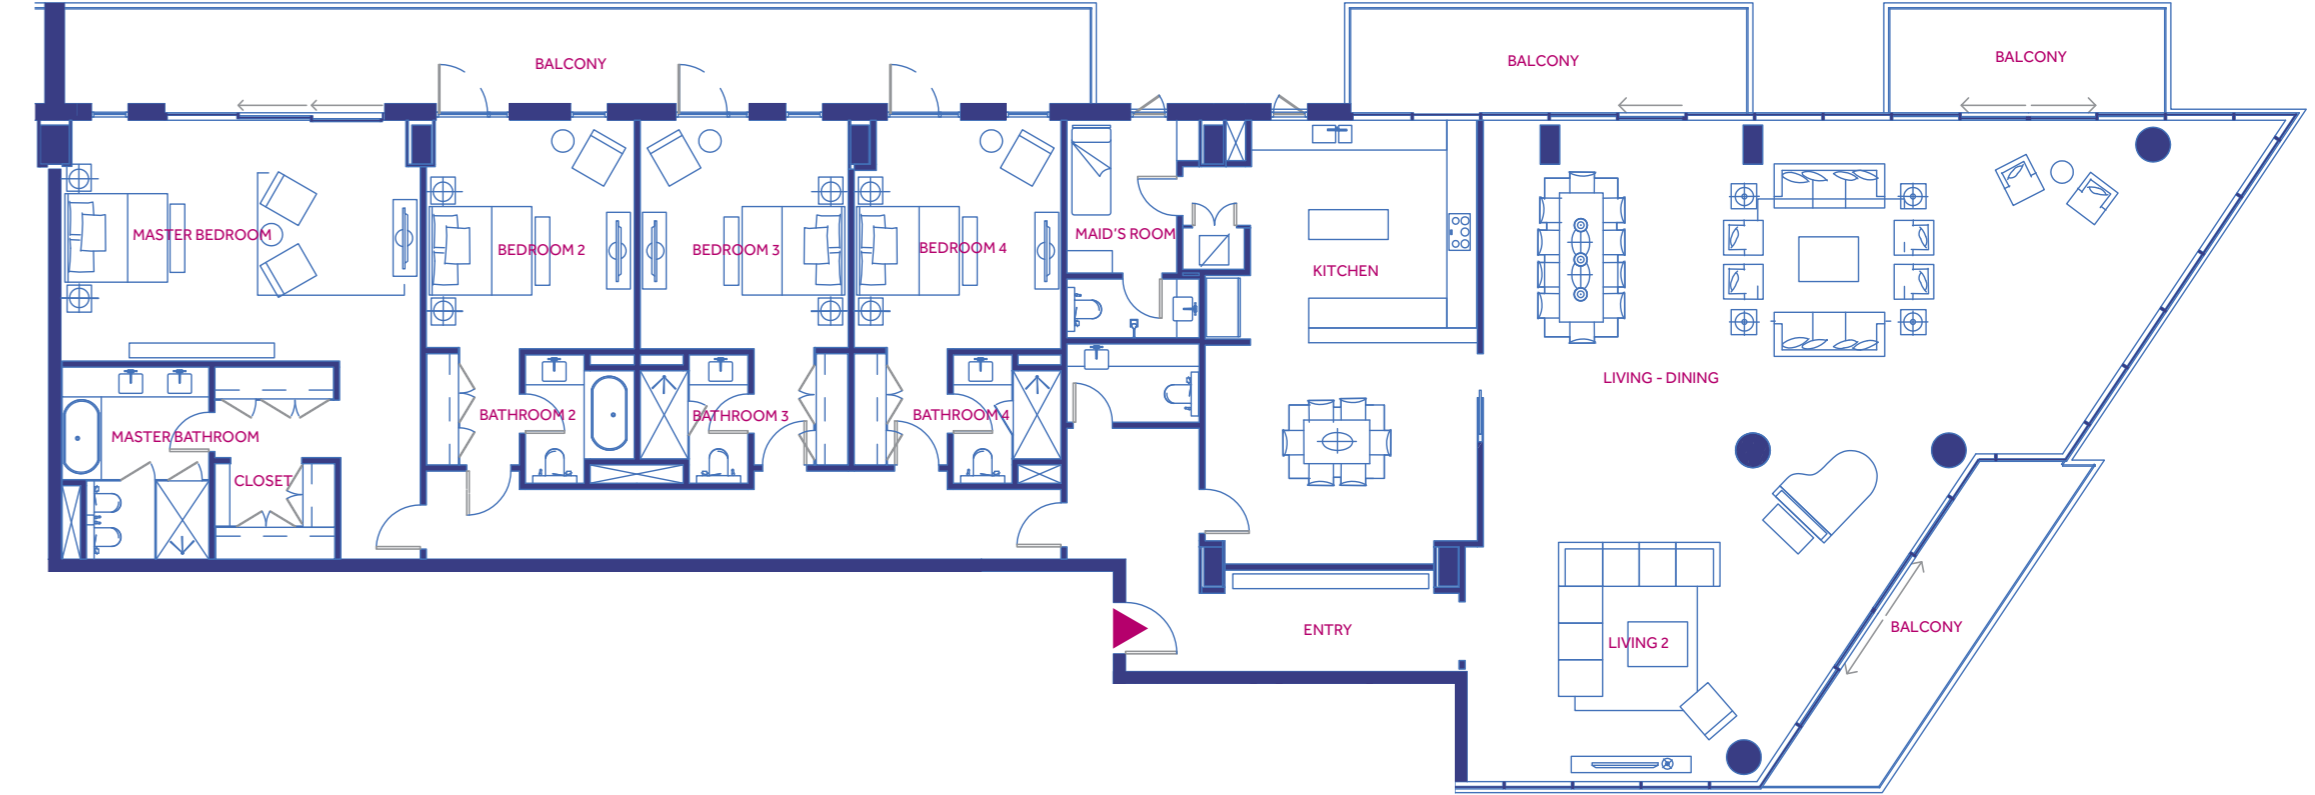 BALCONY
BALCONY
BALCONY
MASTER BEDROOM
BEDROOM 2
BEDROOM 3
BEDROOM 4
MAID'S ROOM
KITCHEN
LIVING - DINING
MASTER BATHROOM
BATHROOM 2
BATHROOM 3
BATHROOM 4
CLOSET
ENTRY
LIVING 2
BALCONY